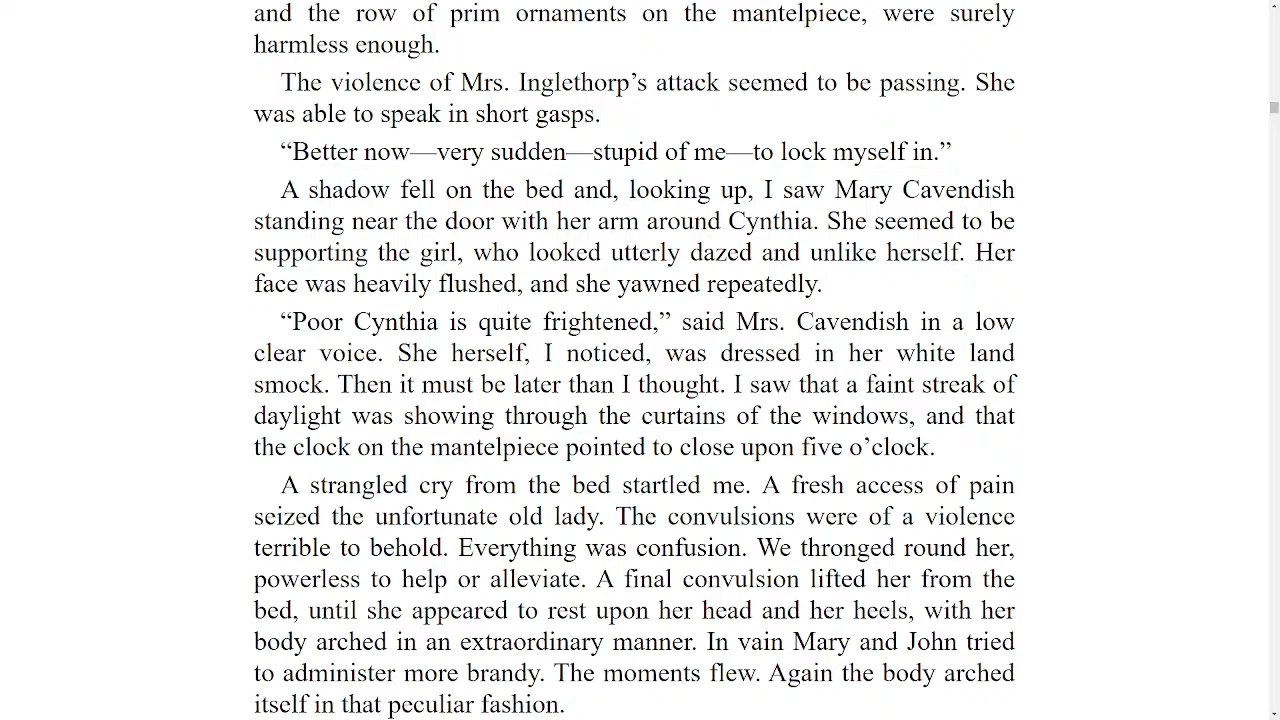 and the row of prim ornaments on the mantelpiece, were surely
harmless enough.
The violence of Mrs. Inglethorp’s attack seemed to be passing. She
was able to speak in short gasps.
“Better now—very sudden—stupid of me—to lock myself in.”
A shadow fell on the bed and, looking up, I saw Mary Cavendish
standing near the door with her arm around Cynthia. She seemed to be
supporting the girl, who looked utterly dazed and unlike herself. Her
face was heavily flushed, and she yawned repeatedly.
“Poor Cynthia is quite frightened,” said Mrs. Cavendish in a low
clear voice. She herself, I noticed, was dressed in her white land
smock. Then it must be later than I thought. I saw that a faint streak of
daylight was showing through the curtains of the windows, and that
the clock on the mantelpiece pointed to close upon five o’clock.
A strangled cry from the bed startled me. A fresh access of pain
seized the unfortunate old lady. The convulsions were of a violence
terrible to behold. Everything was confusion. We thronged round her,
powerless to help or alleviate. A final convulsion lifted her from the
bed, until she appeared to rest upon her head and her heels, with her
body arched in an extraordinary manner. In vain Mary and John tried
to administer more brandy. The moments flew. Again the body arched
itself in that peculiar fashion.